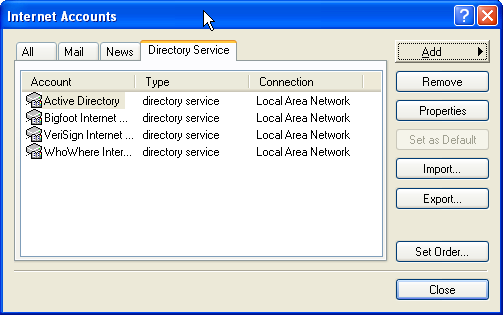 Internet Accounts
All Mail News Directory Service
Add
Account Type Connection
Active Directory directory service Local Area Network
Bigfoot Internet ... directory service Local Area Network
VeriSign Internet ... directory service Local Area Network
WhoWhere Inter... directory service Local Area Network
Remove
Properties
Set as Default
Import...
Export...
Set Order...
Close